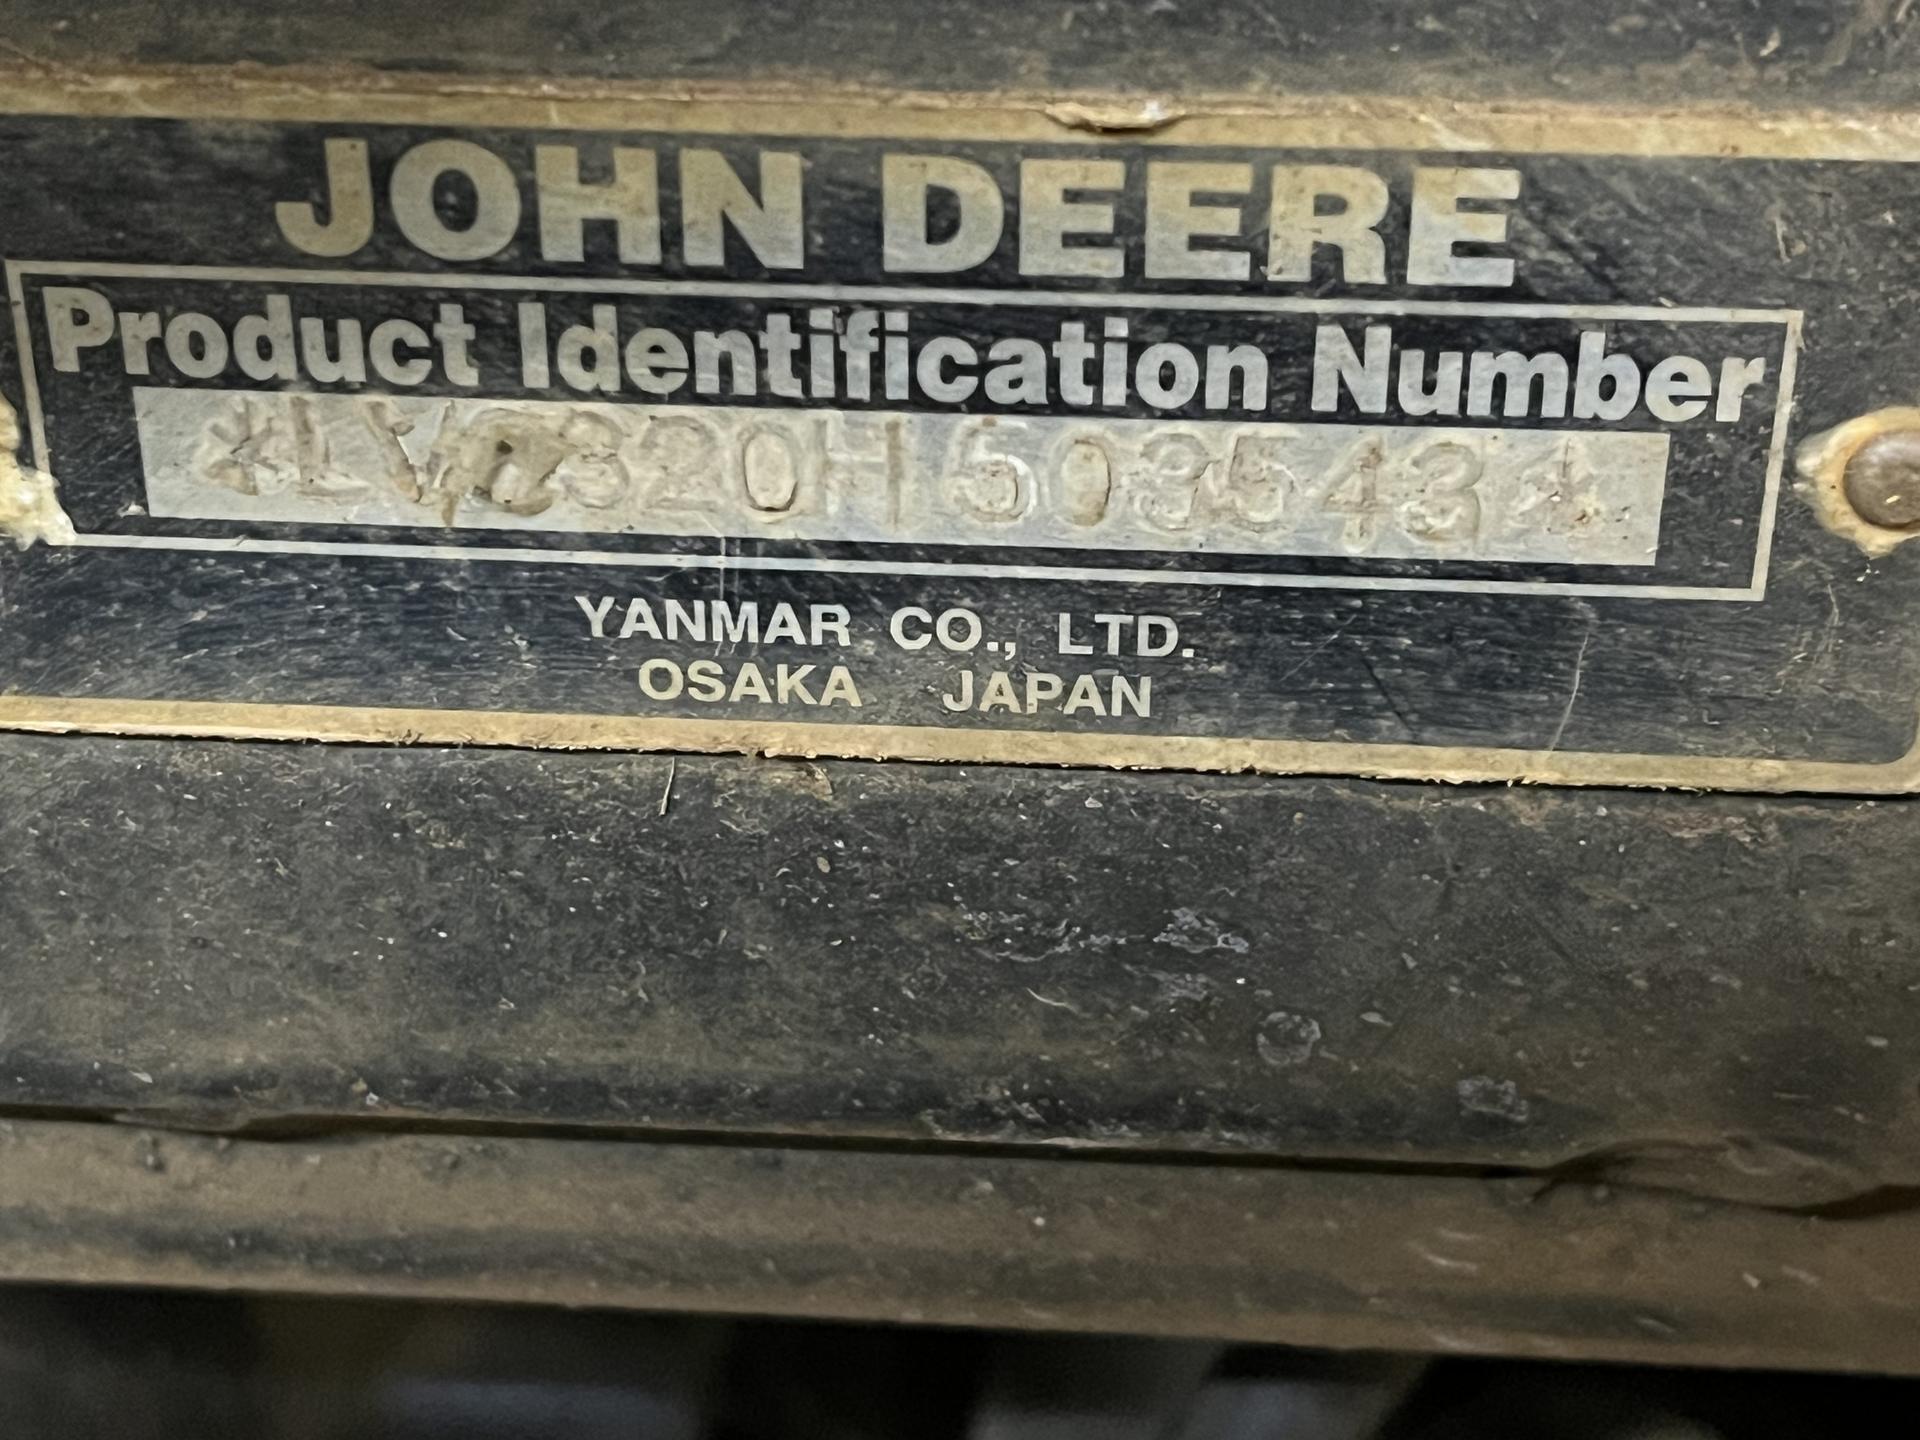 JOHN DEERE
Product Identification Number
YANMAR CO., LTD.
OSAKA JAPAN